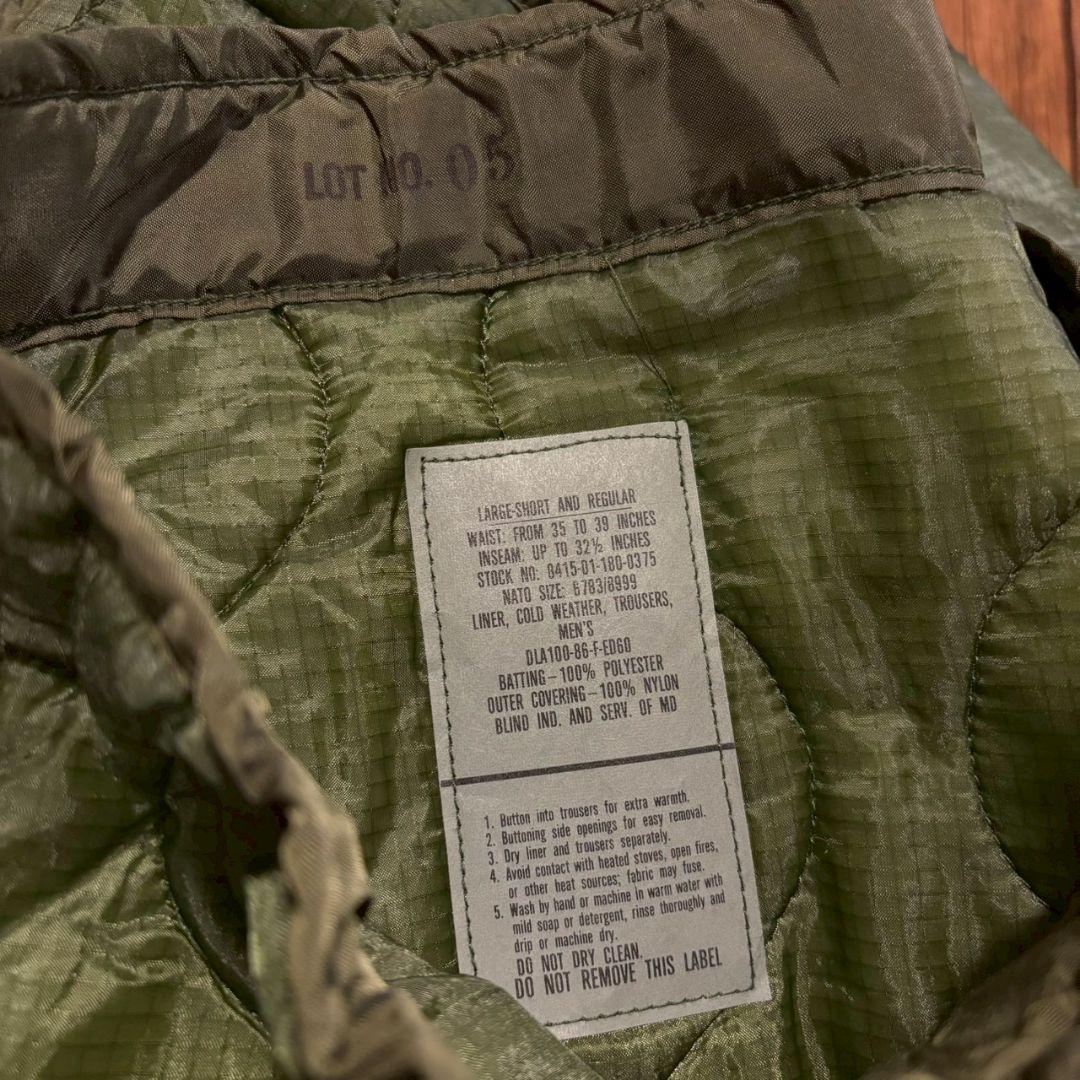 LOT NO. 05
LARGE-SHORT AND REGULAR
WAIST: FROM 35 TO 39 INCHES
INSEAM: UP TO 32½ INCHES
STOCK NO: 8415-01-180-0375
NATO SIZE: 6783/8999
LINER, COLD WEATHER, TROUSERS,
MEN'S
DLA100-86-F-ED60
BATTING–100% POLYESTER
OUTER COVERING–100% NYLON
BLIND IND. AND SERV. OF MD
1. Button into trousers for extra warmth.
2. Buttoning side openings for easy removal.
3. Dry liner and trousers separately.
4. Avoid contact with heated stoves, open fires,
or other heat sources; fabric may fuse.
5. Wash by hand or machine in warm water with
mild soap or detergent, rinse thoroughly and
drip or machine dry.
DO NOT DRY CLEAN.
DO NOT REMOVE THIS LABEL